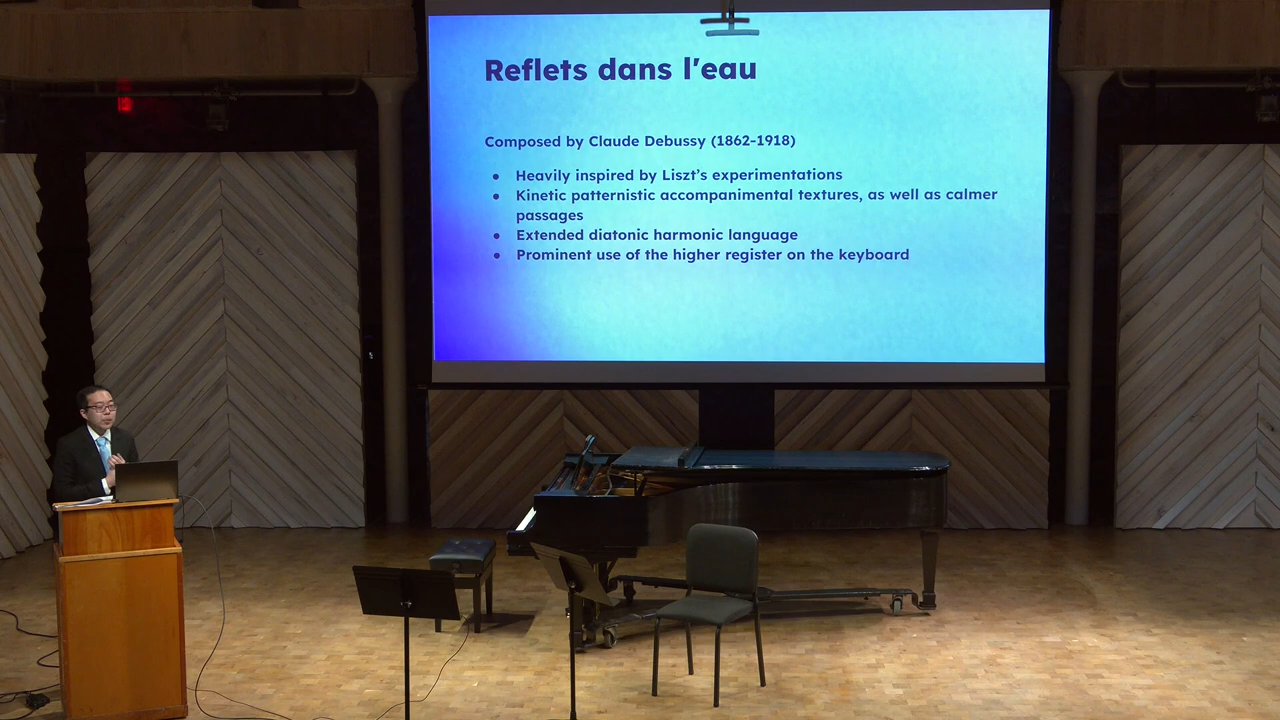 Reflets dans l'eau
Composed by Claude Debussy (1862-1918)
● Heavily inspired by Liszt's experimentations
● Kinetic patternistic accompanimental textures, as well as calmer
passages
● Extended diatonic harmonic language
● Prominent use of the higher register on the keyboard